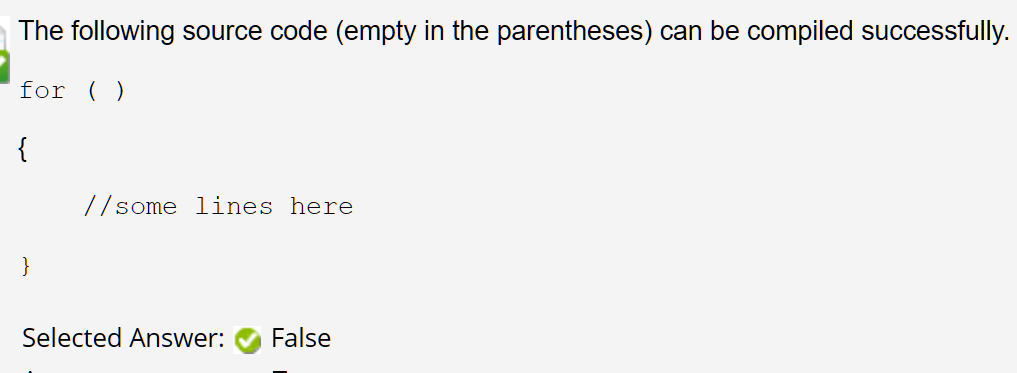 The following source code (empty in the parentheses) can be compiled successfully.
for ( )
{
//some lines here
}
Selected Answer: False